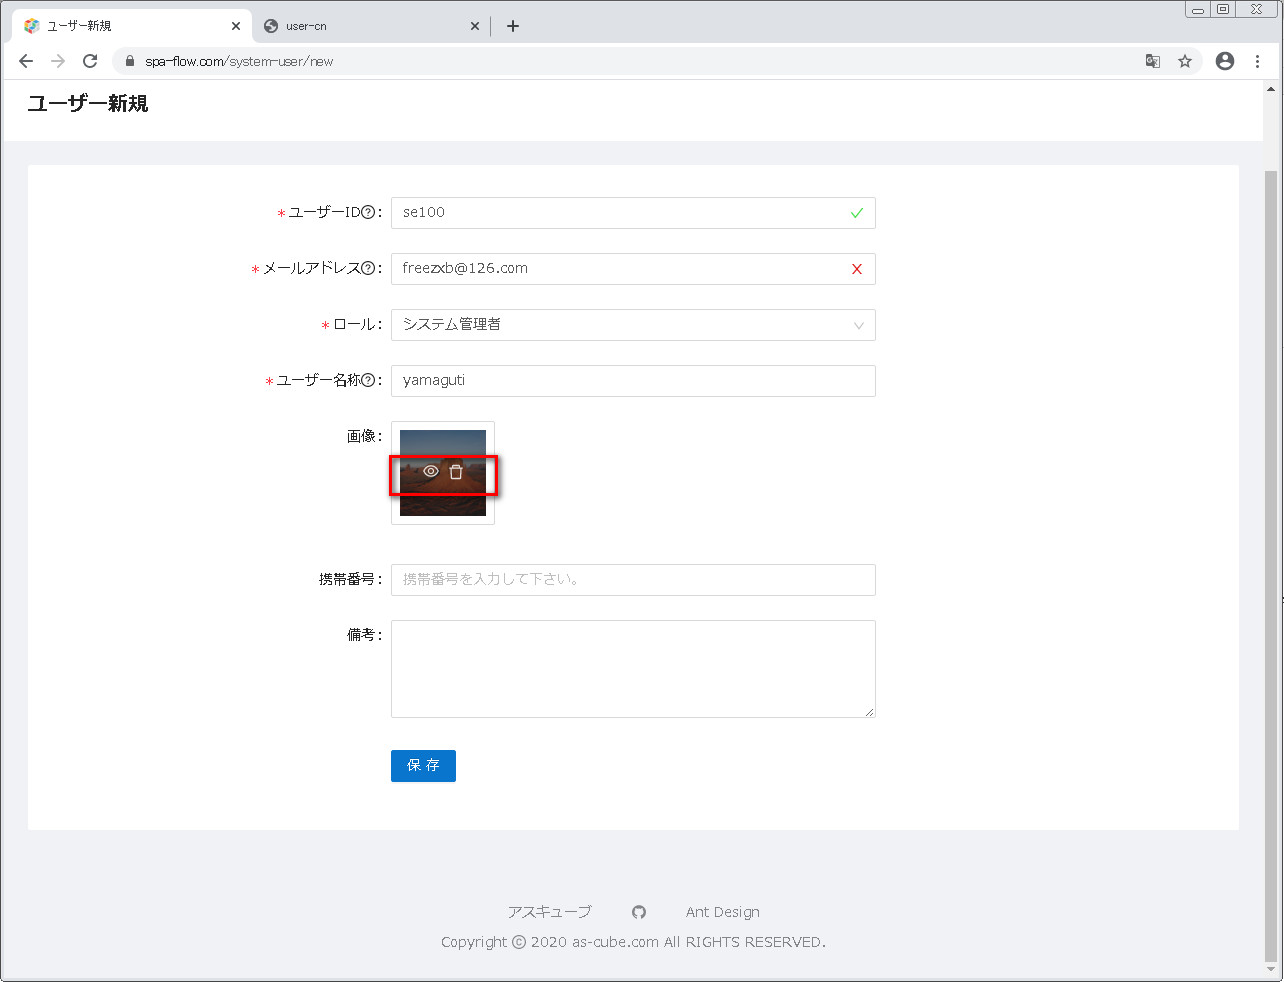 ユーザー新規
user-cn
spa-flow.com/system-user/new
ユーザー新規
*ユーザーID?: se100
*メールアドレス?: freezxb@126.com
*ロール: システム管理者
*ユーザー名称?: yamaguti
画像:
携帯番号: 携帯番号を入力して下さい。
備考:
保 存
アスキューブ Ant Design
Copyright © 2020 as-cube.com All RIGHTS RESERVED.